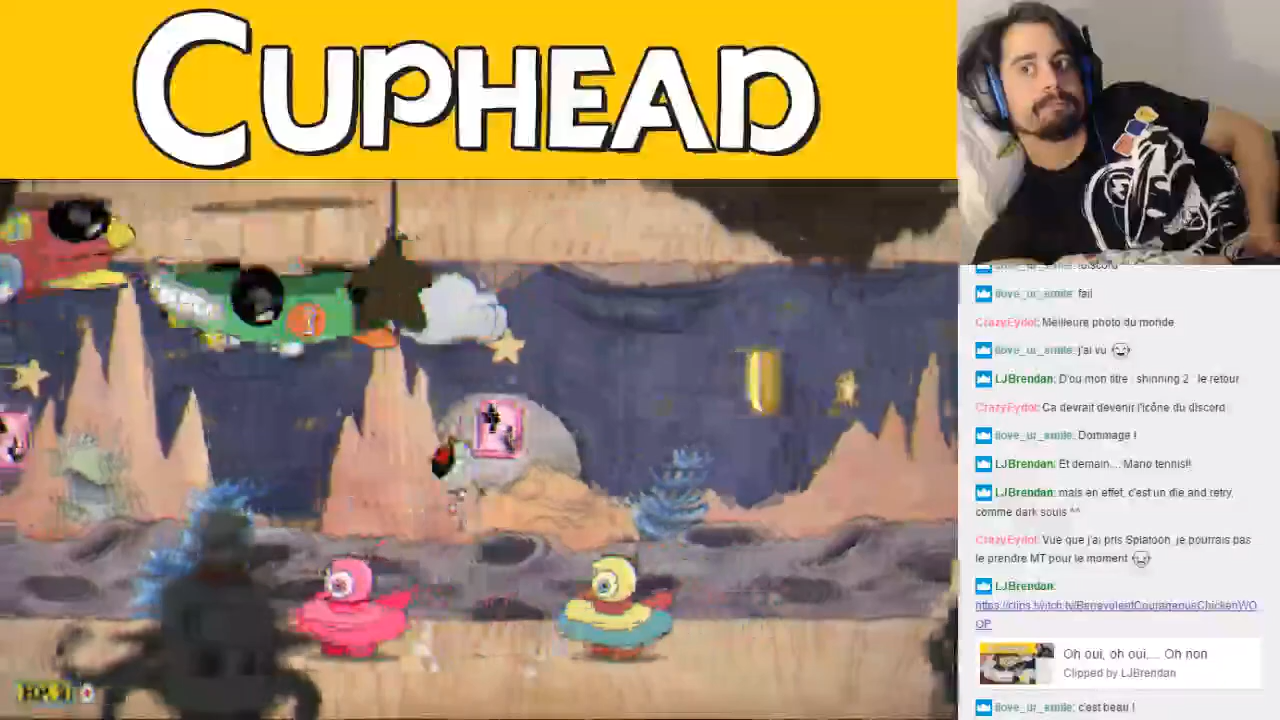 CUPHEAD
ilove_ur_smile: fail
CrazyEydol: Meilleure photo du monde
ilove_ur_smile: j'ai vu
LJBrendan: D'ou mon titre : shinning 2 le retour
CrazyEydol: Ca devrait devenir l'icône du discord
ilove_ur_smile: Dommage !
LJBrendan: Et demain.... Mario tennis!!
LJBrendan: mais en effet, c'est un die and retry,
comme dark souls ^^
CrazyEydol: Vue que j'ai pris Splatoon je pourrais pas
le prendre MT pour le moment
LJBrendan:
https://clips.twitch.tv/BenevolentCourageousChickenWO
OP
Oh oui, oh oui,... Oh non
Clipped by LJBrendan
ilove_ur_smile: c'est beau !